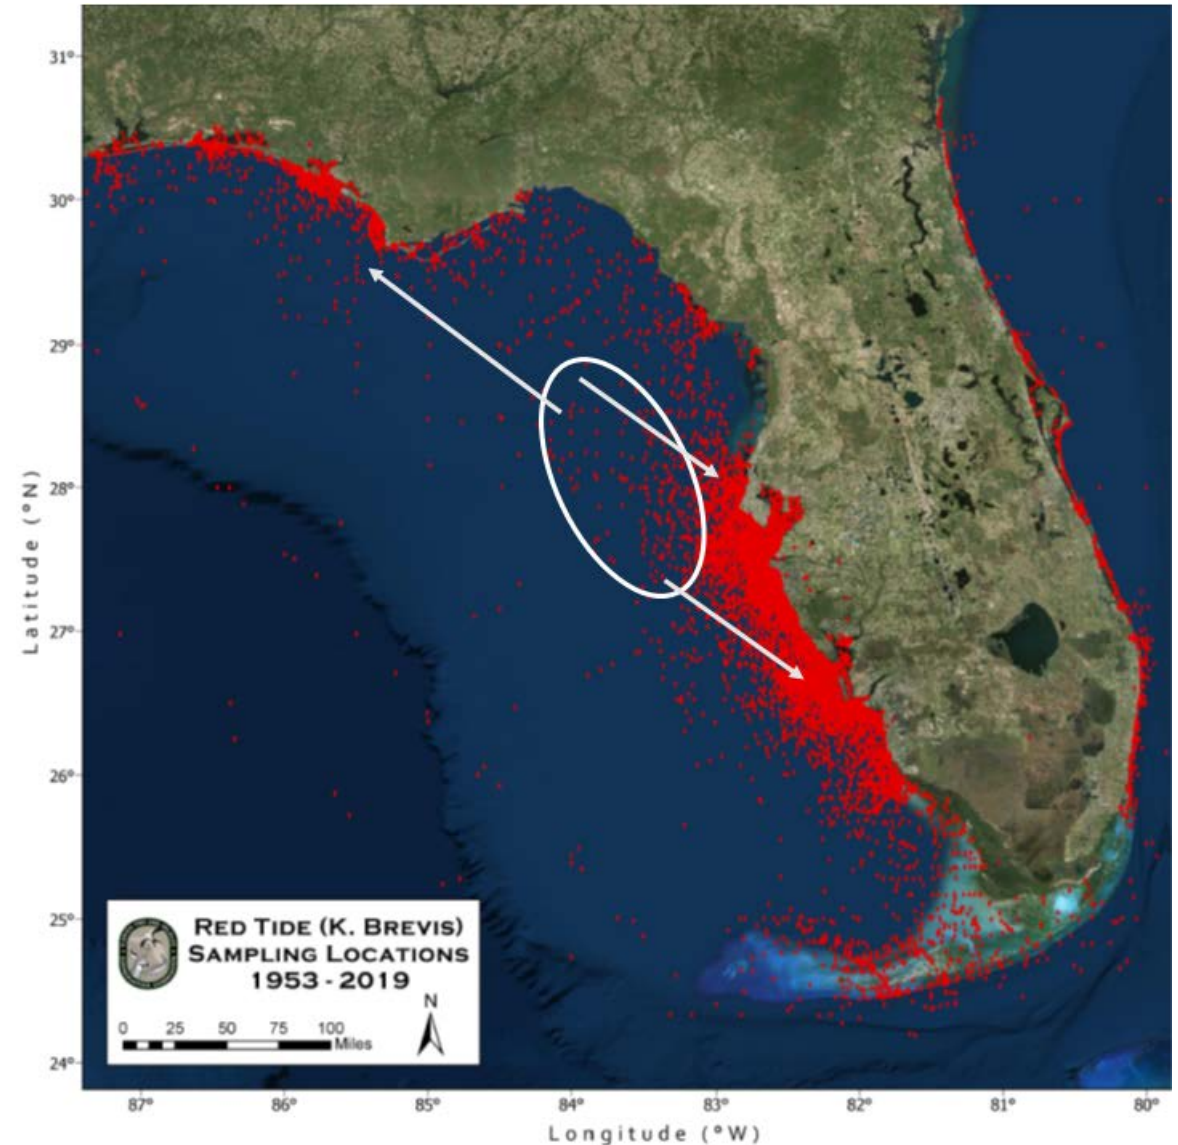 31°
30°
29°
28°
27°
26°
25°
24°
Latitude (°N)
RED TIDE (K. BREVIS)
SAMPLING LOCATIONS
1953 - 2019
N
0 25 50 75 100
Miles
87° 86° 85° 84° 83° 82° 81° 80°
Longitude (°W)